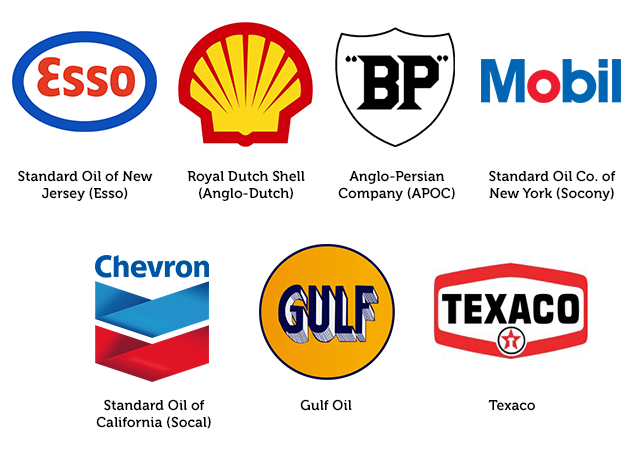 Esso
"BP"
Mobil
Standard Oil of New
Jersey (Esso)
Royal Dutch Shell
(Anglo-Dutch)
Anglo-Persian
Company (APOC)
Standard Oil Co. of
New York (Socony)
Chevron
GULF
TEXACO
T
Standard Oil of
California (Socal)
Gulf Oil
Texaco